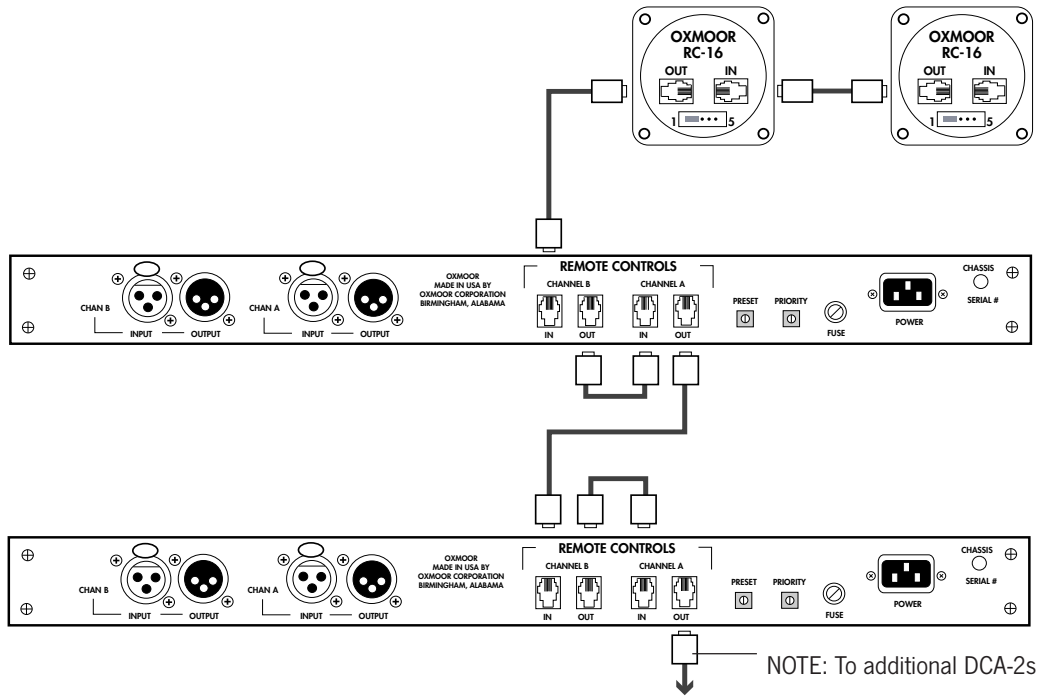 OXMOOR
RC-16
OUT IN
1 5
OXMOOR
RC-16
OUT IN
1 5
CHAN B
INPUT OUTPUT
CHAN A
INPUT OUTPUT
OXMOOR
MADE IN USA BY
OXMOOR CORPORATION
BIRMINGHAM, ALABAMA
REMOTE CONTROLS
CHANNEL B CHANNEL A
IN OUT IN OUT
PRESET PRIORITY
FUSE
POWER
CHASSIS
SERIAL #
CHAN B
INPUT OUTPUT
CHAN A
INPUT OUTPUT
OXMOOR
MADE IN USA BY
OXMOOR CORPORATION
BIRMINGHAM, ALABAMA
REMOTE CONTROLS
CHANNEL B CHANNEL A
IN OUT IN OUT
PRESET PRIORITY
FUSE
POWER
CHASSIS
SERIAL #
NOTE: To additional DCA-2s